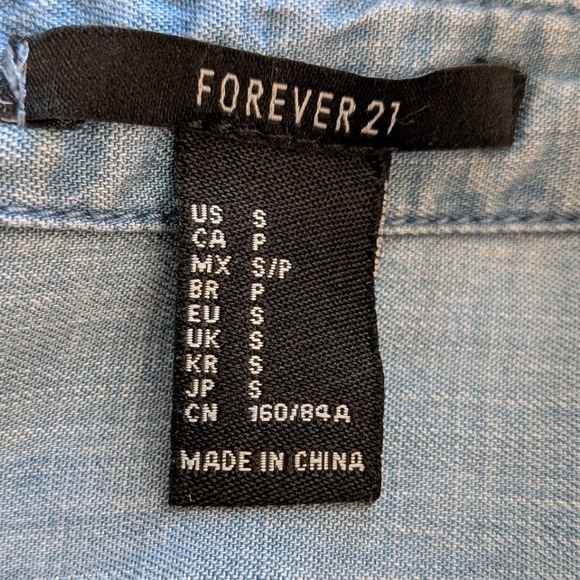 FOREVER 21
US S
CA P
MX S/P
BR P
EU S
UK S
KR S
JP S
CN 160/84A
MADE IN CHINA